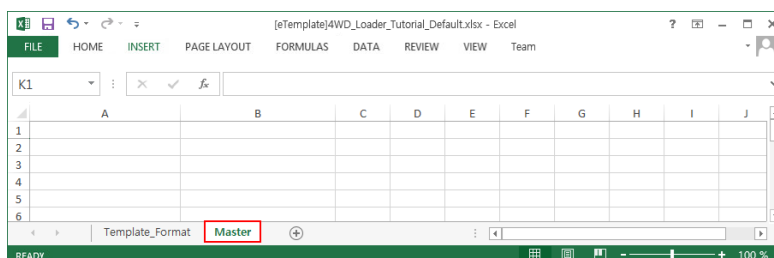 [eTemplate]4WD_Loader_Tutorial_Default.xlsx - Excel
FILE HOME INSERT PAGE LAYOUT FORMULAS DATA REVIEW VIEW Team
K1 fx
A B C D E F G H I J
1
2
3
4
5
6
Template_Format Master
READY 100 %